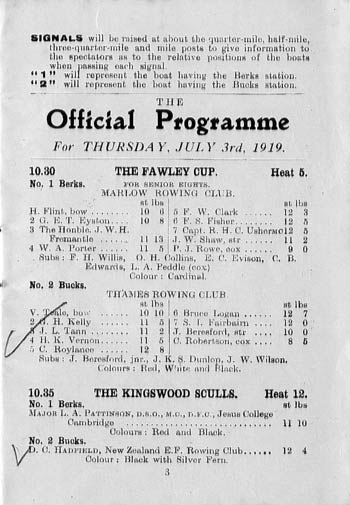 SIGNALS will be raised at about the quarter-mile, half-mile,
three-quarter-mile and mile posts to give information to
the spectators as to the relative positions of the boats
when passing each signal.
"1" will represent the boat having the Berks station.
"2" will represent the boat having the Bucks station.
THE
Official Programme
For THURSDAY, JULY 3rd, 1919.
10.30 THE FAWLEY CUP. Heat 5.
No. 1 Berks. FOR SENIOR EIGHTS.
MARLOW ROWING CLUB.
st lbs st lbs
H. Flint, bow ........ 10 6 5 F. W. Clark ...... 12 3
2 G. E. T. Eyston.... 10 8 6 F. S. Fisher...... 12 5
3 The Honble. J. W. H. 7 Capt. R. H. C. Usherwod 12 5
Fremantle ...... 11 13 J. W. Shaw, str .... 11 2
4 W. A. Porter...... 11 5 P. J. Rowe, cox .... 9 0
Subs: F. H. Willis, O. H. Collins, E. C. Evison, C. B.
Edwards, L. A. Peddle (cox)
Colour: Cardinal.
No. 2 Bucks.
THAMES ROWING CLUB
st lbs st lbs
V. Teale, bow ...... 10 10 6 Bruce Logan ...... 12 7
2 G. H. Kelly ...... 11 5 7 S. I. Fairbairn .... 12 0
3 J. L. Tann ...... 11 2 J. Beresford, str .... 10 0
4 H. K. Vernon...... 11 5 C. Robertson, cox .... 8 5
5 C. Roylance ...... 12 8
Subs: J. Beresford, jnr., J. K. S. Dunlop, J. W. Wilson.
Colours: Red, White and Black.
10.35 THE KINGSWOOD SCULLS. Heat 12.
No. 1 Berks. st lbs
MAJOR L. A. PATTINSON, D.S.O., M.C., D.F.C., Jesus College
Cambridge .............................. 11 10
Colours: Red and Black.
No. 2 Bucks.
D. C. HADFIELD, New Zealand E.F. Rowing Club...... 12 4
Colour: Black with Silver Fern.
3